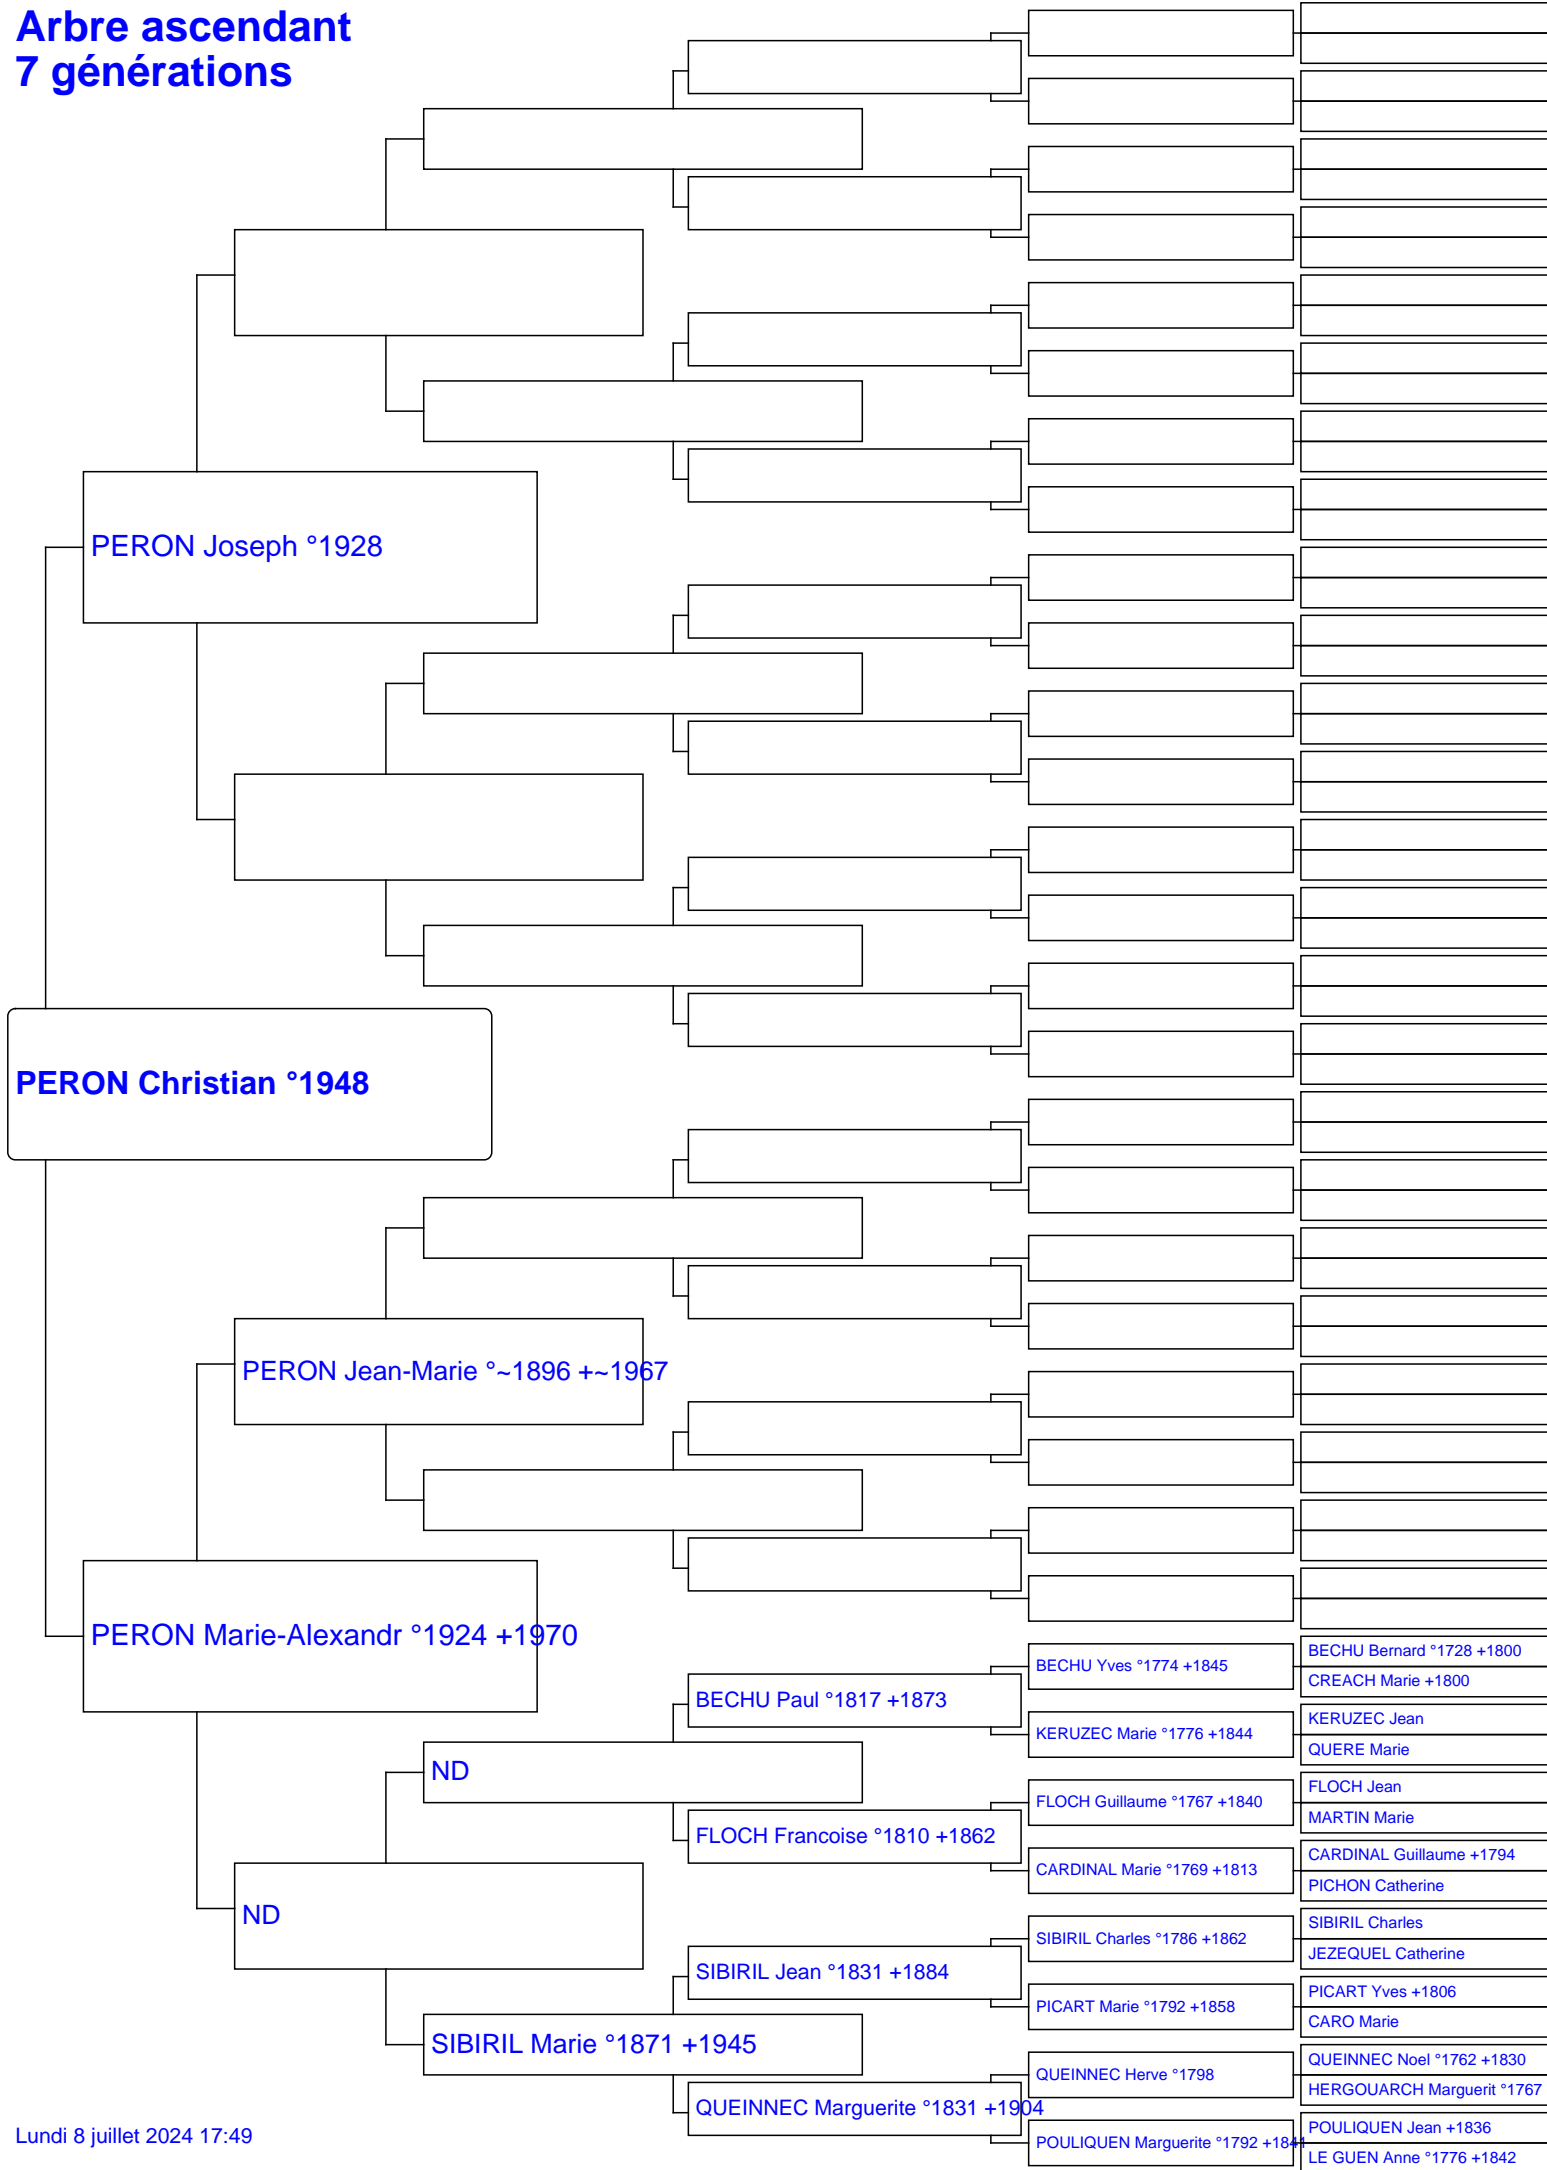 Arbre ascendant
7 générations
PERON Joseph °1928
PERON Christian °1948
PERON Jean-Marie °~1896 +~1967
PERON Marie-Alexandr °1924 +1970
BECHU Bernard °1728 +1800
BECHU Yves °1774 +1845
CREACH Marie +1800
BECHU Paul °1817 +1873
KERUZEC Jean
KERUZEC Marie °1776 +1844
QUERE Marie
ND
FLOCH Jean
FLOCH Guillaume °1767 +1840
MARTIN Marie
FLOCH Francoise °1810 +1862
CARDINAL Guillaume +1794
CARDINAL Marie °1769 +1813
PICHON Catherine
ND
SIBIRIL Charles
SIBIRIL Charles °1786 +1862
JEZEQUEL Catherine
SIBIRIL Jean °1831 +1884
PICART Yves +1806
PICART Marie °1792 +1858
CARO Marie
SIBIRIL Marie °1871 +1945
QUEINNEC Noel °1762 +1830
QUEINNEC Herve °1798
HERGOUARCH Marguerit °1767
QUEINNEC Marguerite °1831 +1904
POULIQUEN Jean +1836
POULIQUEN Marguerite °1792 +1841
LE GUEN Anne °1776 +1842
Lundi 8 juillet 2024 17:49